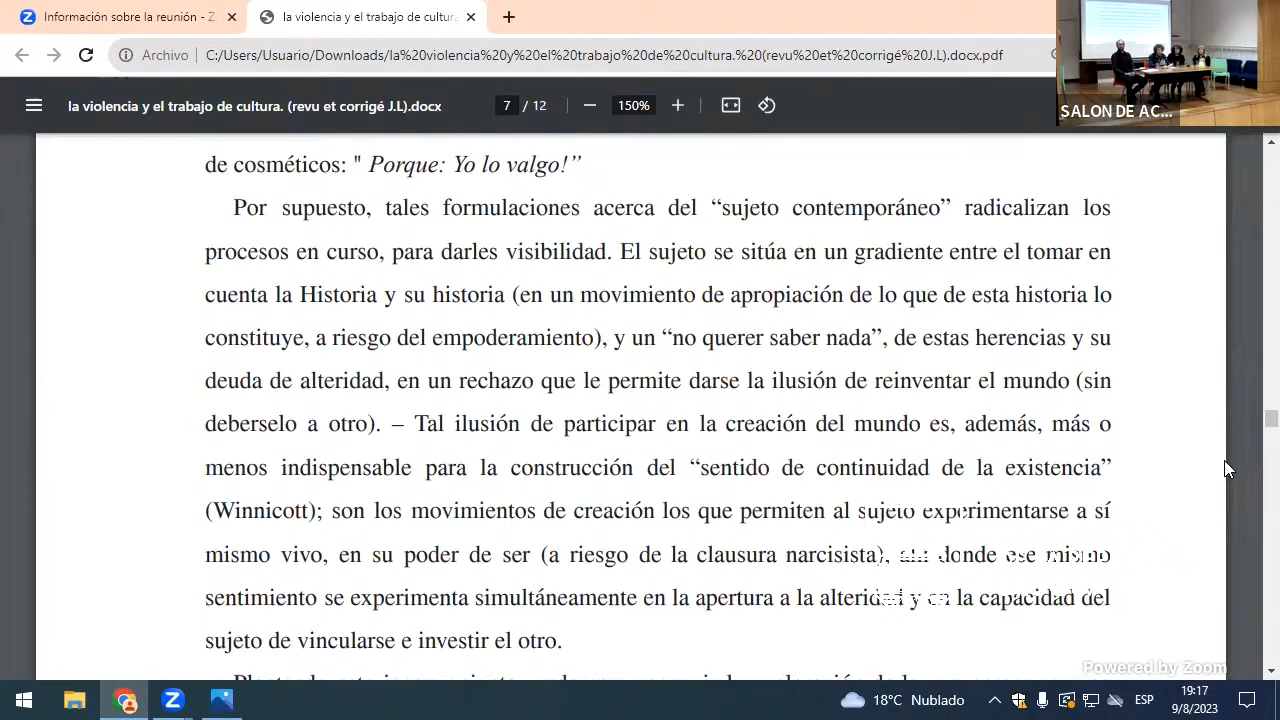 Información sobre la reunión - Z
la violencia y el trabajo de cultura
Archivo
C:/Users/Usuario/Downloads/la%20violencia%20y%20el%20trabajo%20de%20cultura.%20(revu%20et%20corrigé%20J.L).docx.pdf
SALON DE AC...
la violencia y el trabajo de cultura. (revu et corrigé J.L).docx
7 / 12
150%
de cosméticos: " Porque: Yo lo valgo!”
Por supuesto, tales formulaciones acerca del “sujeto contemporáneo” radicalizan los
procesos en curso, para darles visibilidad. El sujeto se sitúa en un gradiente entre el tomar en
cuenta la Historia y su historia (en un movimiento de apropiación de lo que de esta historia lo
constituye, a riesgo del empoderamiento), y un “no querer saber nada”, de estas herencias y su
deuda de alteridad, en un rechazo que le permite darse la ilusión de reinventar el mundo (sin
deberselo a otro). – Tal ilusión de participar en la creación del mundo es, además, más o
menos indispensable para la construcción del “sentido de continuidad de la existencia”
(Winnicott); son los movimientos de creación los que permiten al sujeto experimentarse a sí
mismo vivo, en su poder de ser (a riesgo de la clausura narcisista), donde ese mismo
sentimiento se experimenta simultáneamente en la apertura a la alteridad y la capacidad del
sujeto de vincularse e investir el otro.
Powered by Zoom
18°C Nublado
ESP
19:17
9/8/2023